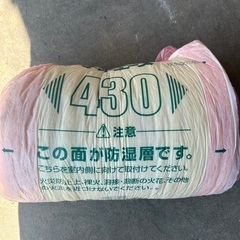 430
⚠注意
この面が防湿層です。
こちらを室内側に向けて取付けてください。
火災防止上、裸火、溶接・溶断の火花、その他